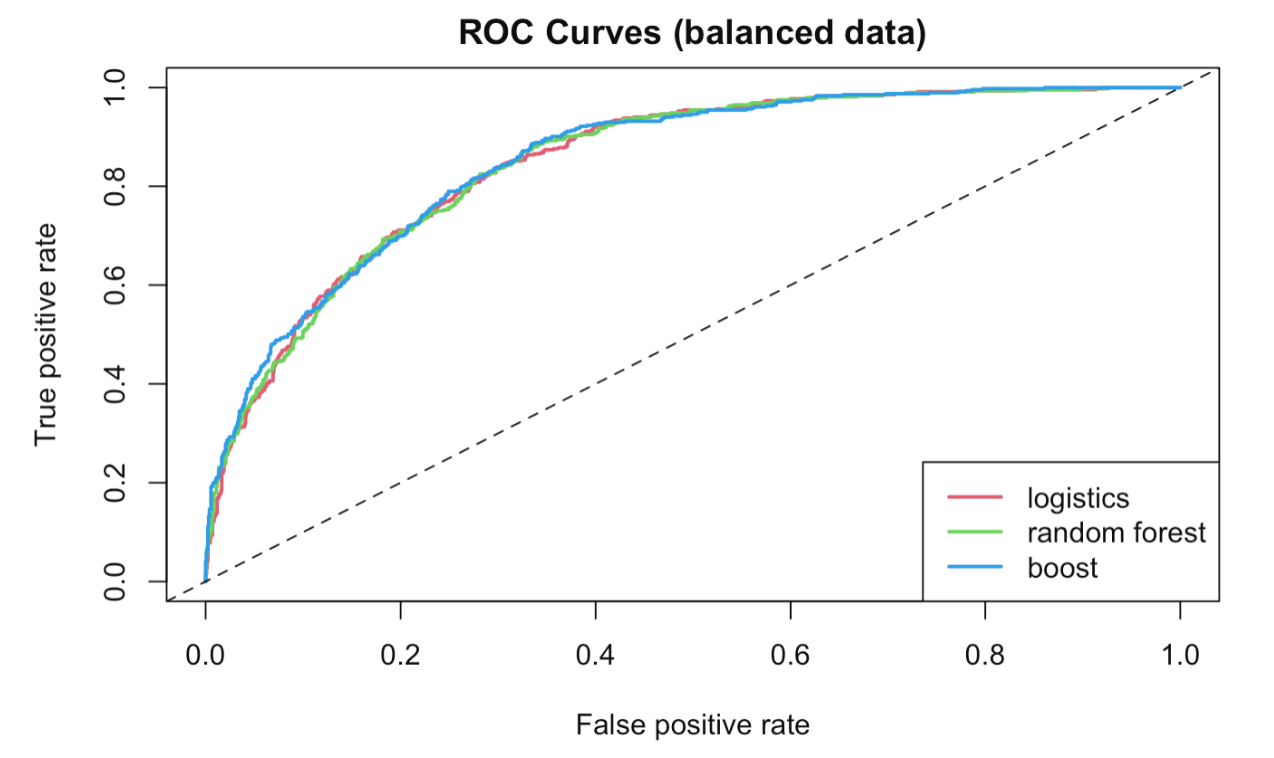 ROC Curves (balanced data)
True positive rate
1.0
0.8
0.6
0.4
0.2
0.0
logistics
random forest
boost
0.0 0.2 0.4 0.6 0.8 1.0
False positive rate